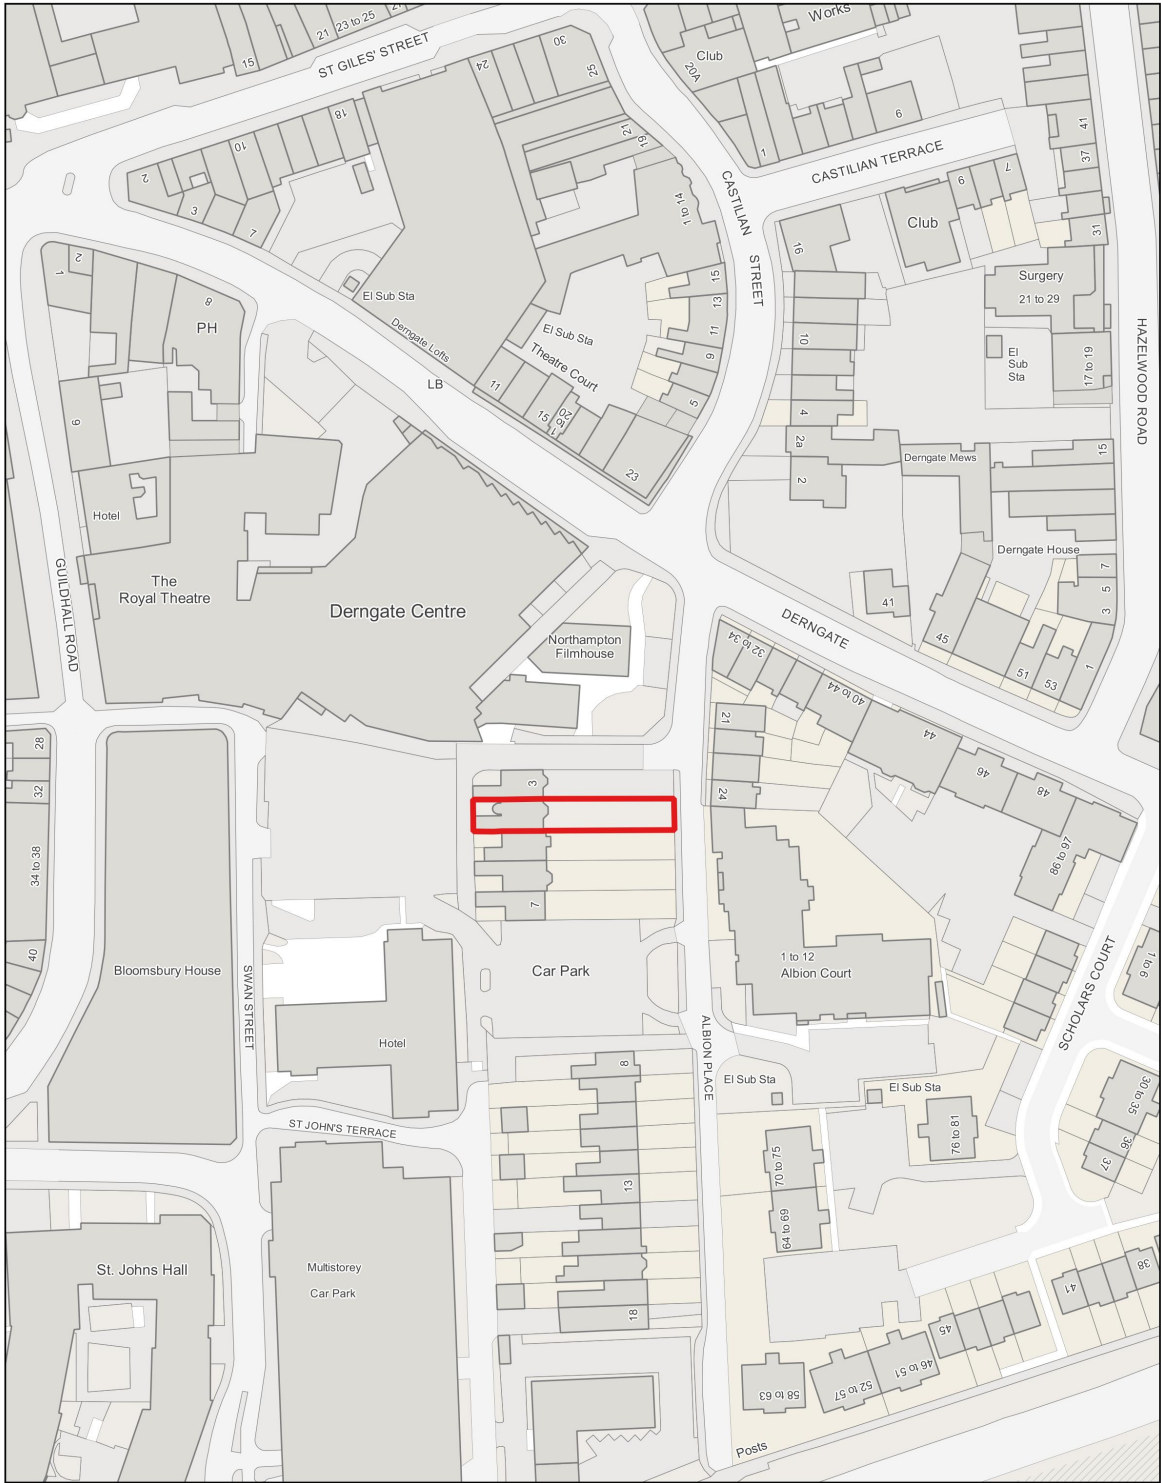 Works
21
23 to 25
15
ST GILES' STREET
30
24
25
Club
20A
18
10
2
3
7
21
19
1 to 14
1
9
CASTILIAN TERRACE
41
37
31
6
7
Club
16
CASTILIAN
STREET
Surgery
21 to 29
1
2
8
PH
El Sub Sta
Derngate Lofts
LB
El Sub Sta
Theatre Court
15
13
11
9
5
10
4
2a
2
El
Sub
Sta
17 to 19
HAZELWOOD ROAD
11
15
1 to 20
23
9
Hotel
Derngate Mews
15
Derngate House
7
5
3
1
GUILDHALL ROAD
The
Royal Theatre
Derngate Centre
Northampton
Filmhouse
41
45
51
53
DERNGATE
32 to 34
40 to 44
44
46
48
86 to 97
21
24
28
32
34 to 38
40
3
7
Bloomsbury House
SWAN STREET
Car Park
1 to 12
Albion Court
Hotel
ALBION PLACE
SCHOLARS COURT
1 to 6
8
El Sub Sta
El Sub Sta
30 to 35
36
37
ST JOHN'S TERRACE
76 to 81
70 to 75
64 to 69
13
18
St. Johns Hall
Multistorey
Car Park
38
41
45
46 to 51
52 to 57
58 to 63
Posts